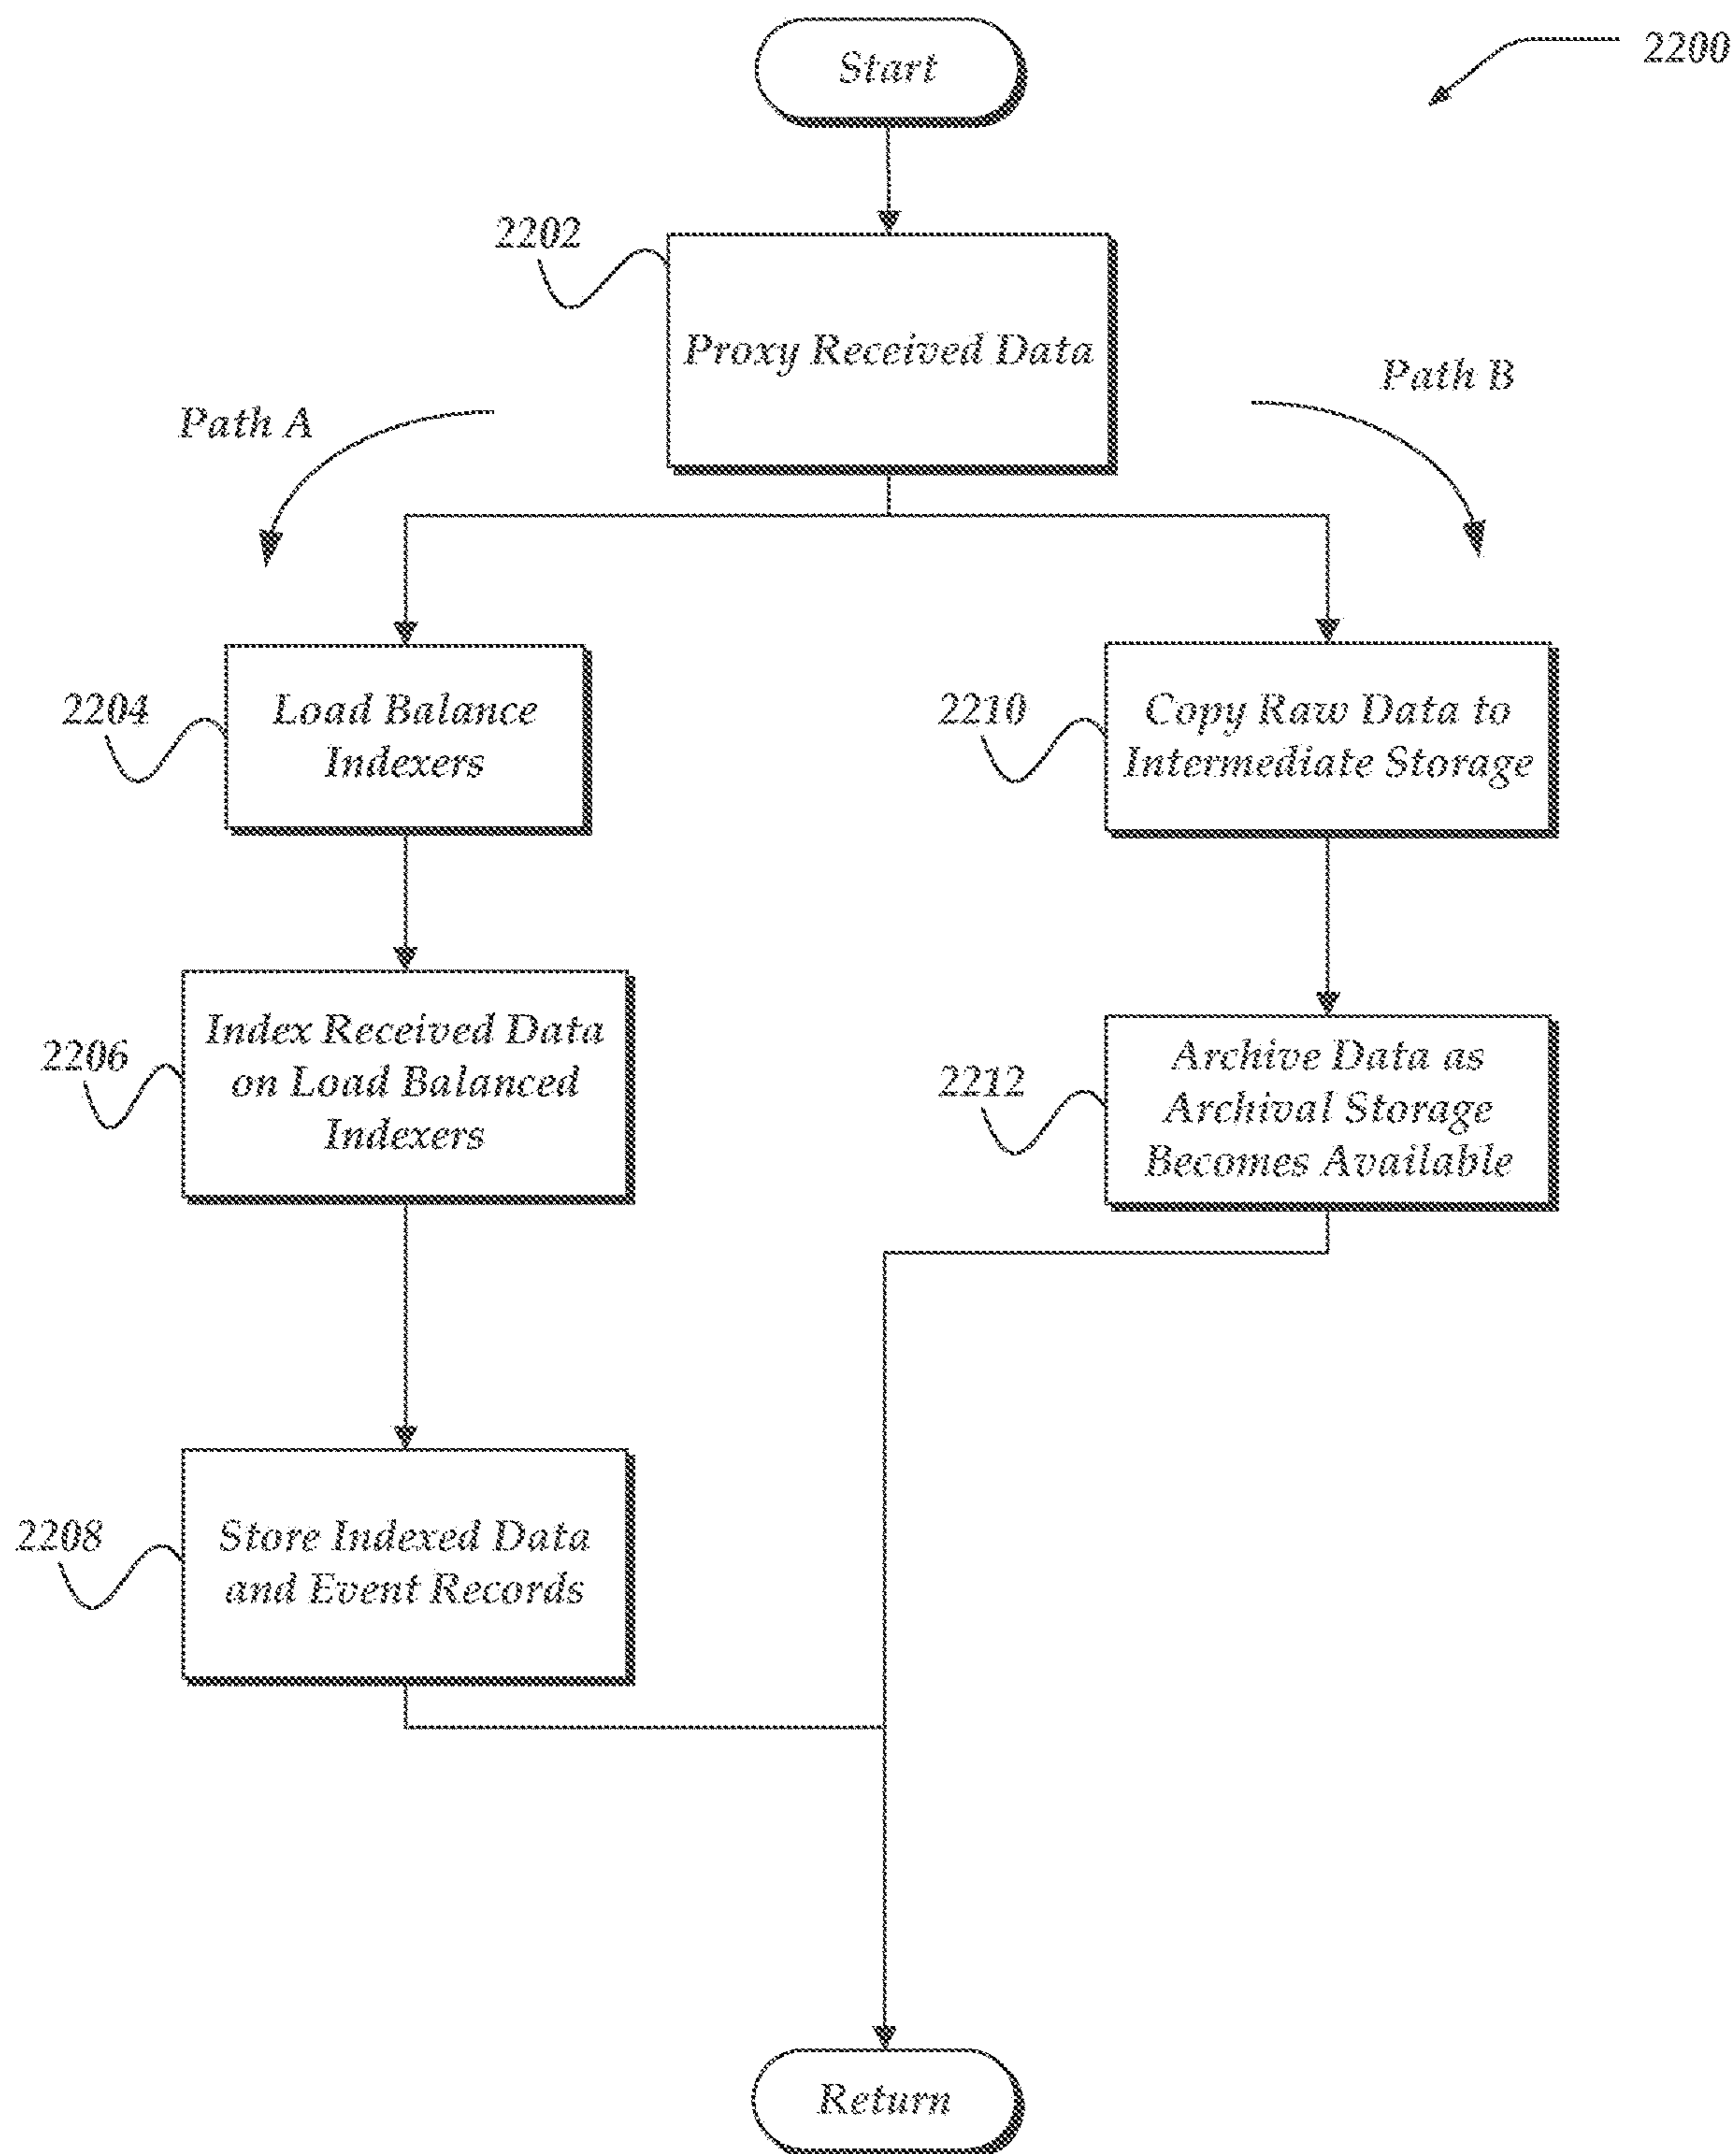 Start
2200
2202
Proxy Received Data
Path A
Path B
2204
Load Balance
Indexers
2210
Copy Raw Data to
Intermediate Storage
2206
Index Received Data
on Load Balanced
Indexers
2212
Archive Data as
Archival Storage
Becomes Available
2208
Store Indexed Data
and Event Records
Return